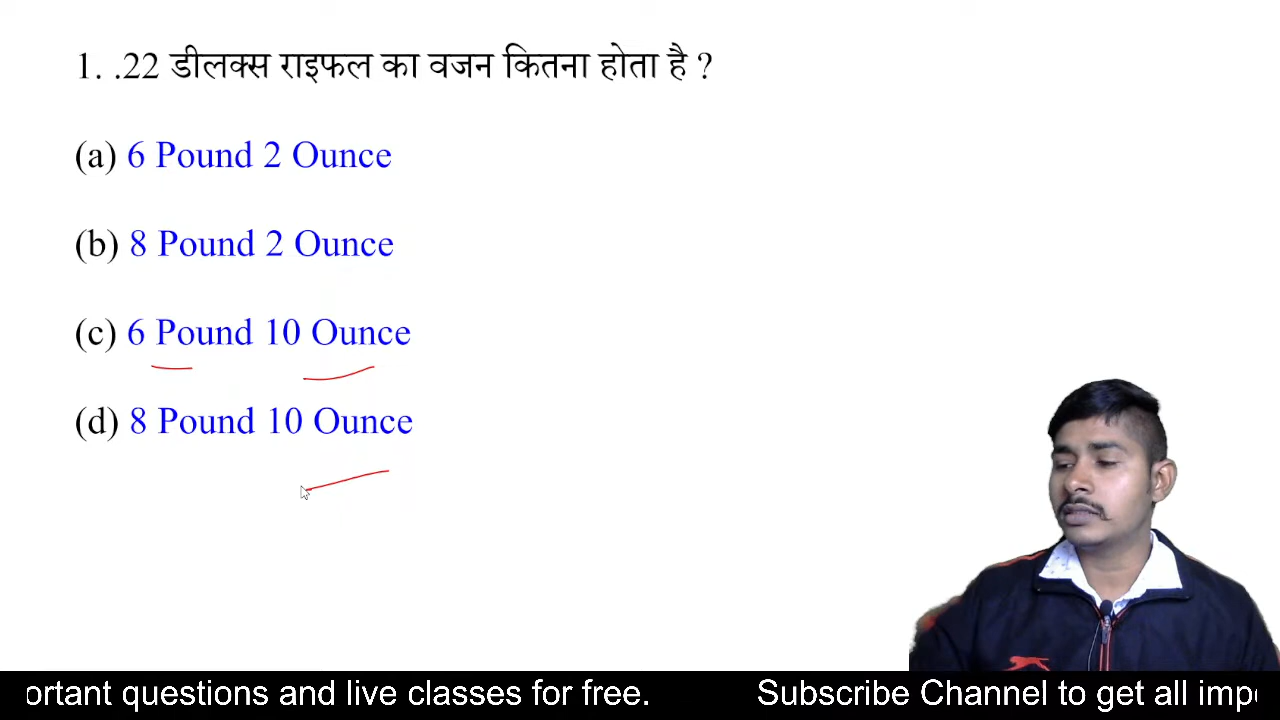 1. .22 डीलक्स राइफल का वजन कितना होता है ?
(a) 6 Pound 2 Ounce
(b) 8 Pound 2 Ounce
(c) 6 Pound 10 Ounce
(d) 8 Pound 10 Ounce
ortant questions and live classes for free. Subscribe Channel to get all impo